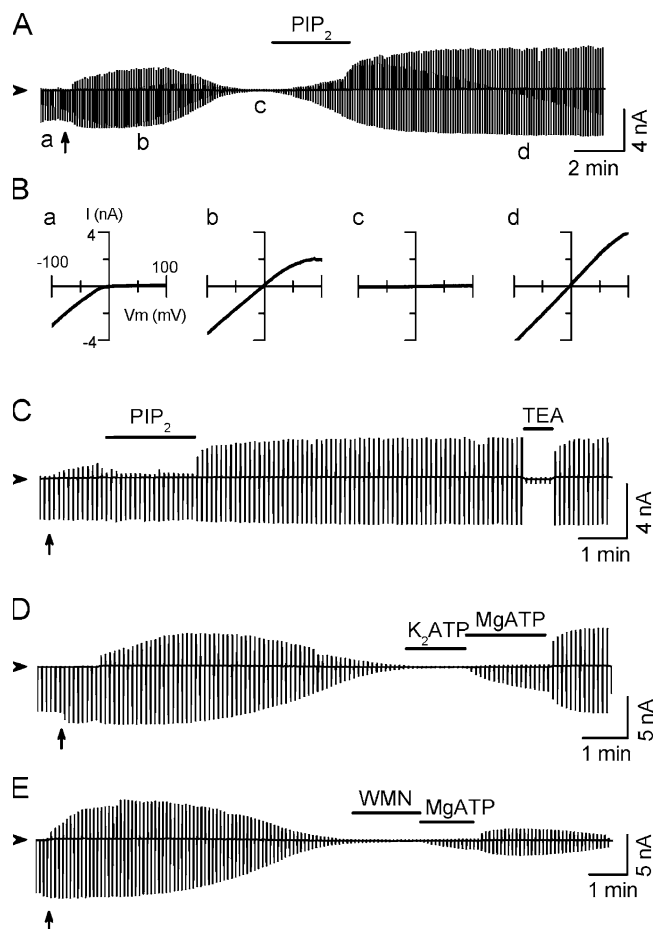 A
PIP2
a
b
c
d
4 nA
2 min
B
a
b
c
d
I (nA)
4
-100
100
Vm (mV)
-4
C
PIP2
TEA
4 nA
1 min
D
K2ATP
MgATP
5 nA
1 min
E
WMN
MgATP
5 nA
1 min